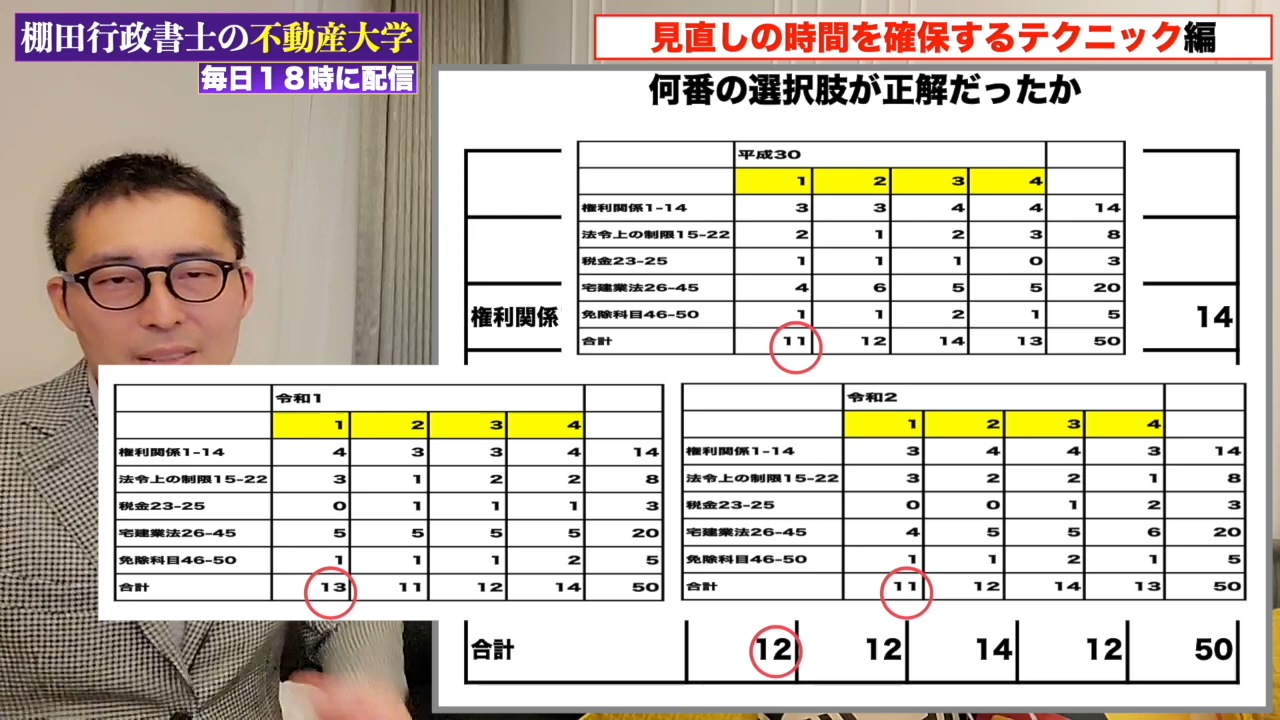 棚田行政書士の不動産大学
毎日18時に配信
見直しの時間を確保するテクニック編
何番の選択肢が正解だったか
平成30
1 2 3 4
権利関係1-14 3 3 4 4 14
法令上の制限15-22 2 1 2 3 8
税金23-25 1 1 1 0 3
宅建業法26-45 4 6 5 5 20
免除科目46-50 1 1 2 1 5
合計 11 12 14 13 50
権利関係 14
令和1
1 2 3 4
権利関係1-14 4 3 3 4 14
法令上の制限15-22 3 1 2 2 8
税金23-25 0 1 1 1 3
宅建業法26-45 5 5 5 5 20
免除科目46-50 1 1 1 2 5
合計 13 11 12 14 50
令和2
1 2 3 4
権利関係1-14 3 4 4 3 14
法令上の制限15-22 3 2 2 1 8
税金23-25 0 0 1 2 3
宅建業法26-45 4 5 5 6 20
免除科目46-50 1 1 2 1 5
合計 11 12 14 13 50
合計 12 12 14 12 50